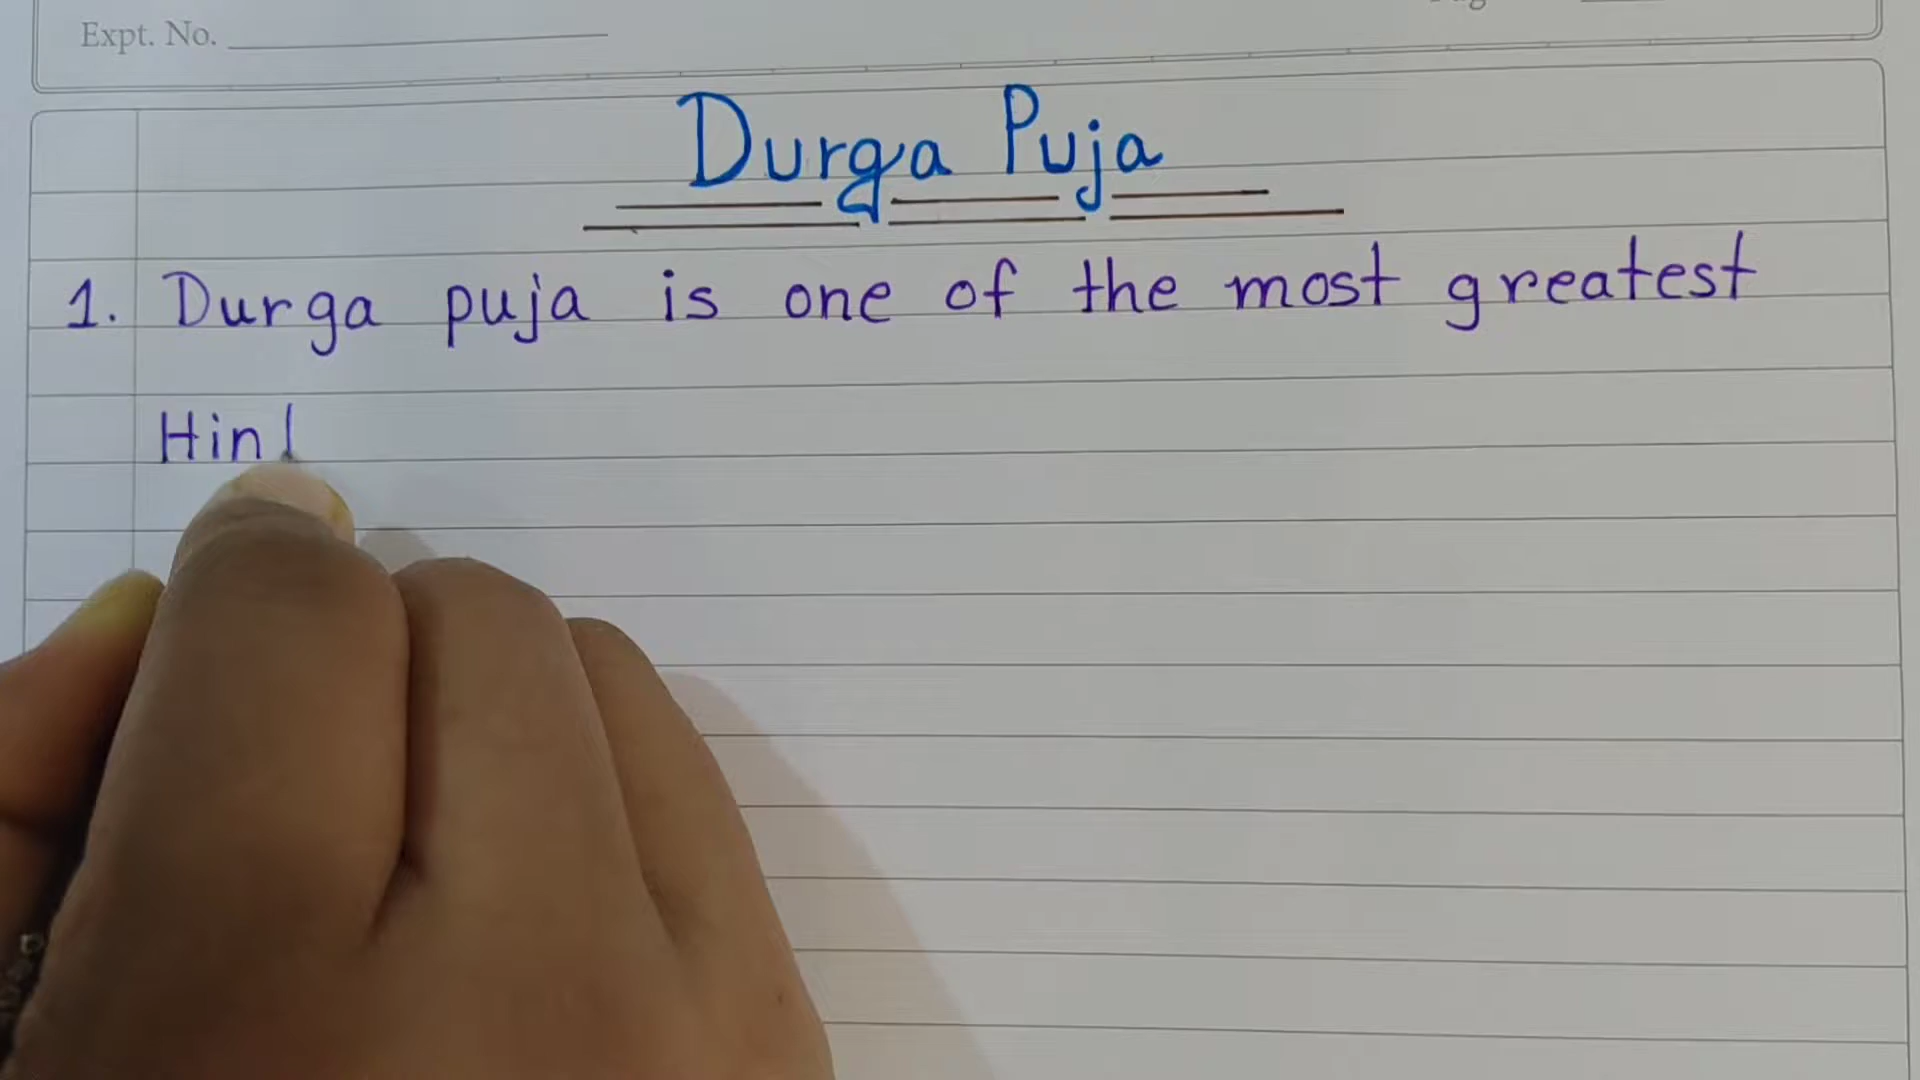 Expt. No.
Durga Puja
1. Durga puja is one of the most greatest
Hin